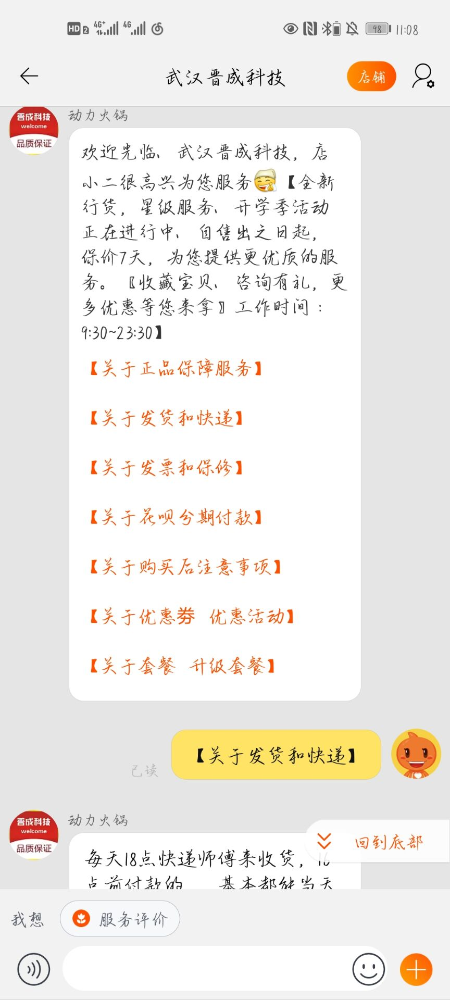 HD 2 4G+ 4G 98 11:08
武汉晋成科技
店铺
晋成科技
welcome
品质保证
动力火锅
欢迎光临、武汉晋成科技，店
小二很高兴为您服务【全新
行货，星级服务、开学季活动
正在进行中、自售出之日起，
保价7天，为您提供更优质的服
务。〖收藏宝贝、咨询有礼，更
多优惠等您来拿〗工作时间：
9:30~23:30】
【关于正品保障服务】
【关于发货和快递】
【关于发票和保修】
【关于花呗分期付款】
【关于购买后注意事项】
【关于优惠劵 优惠活动】
【关于套餐 升级套餐】
【关于发货和快递】
已读
晋成科技
welcome
品质保证
动力火锅
每天18点快递师傅来收货，16
点前付款的 基本都能当天
回到底部
我想
服务评价